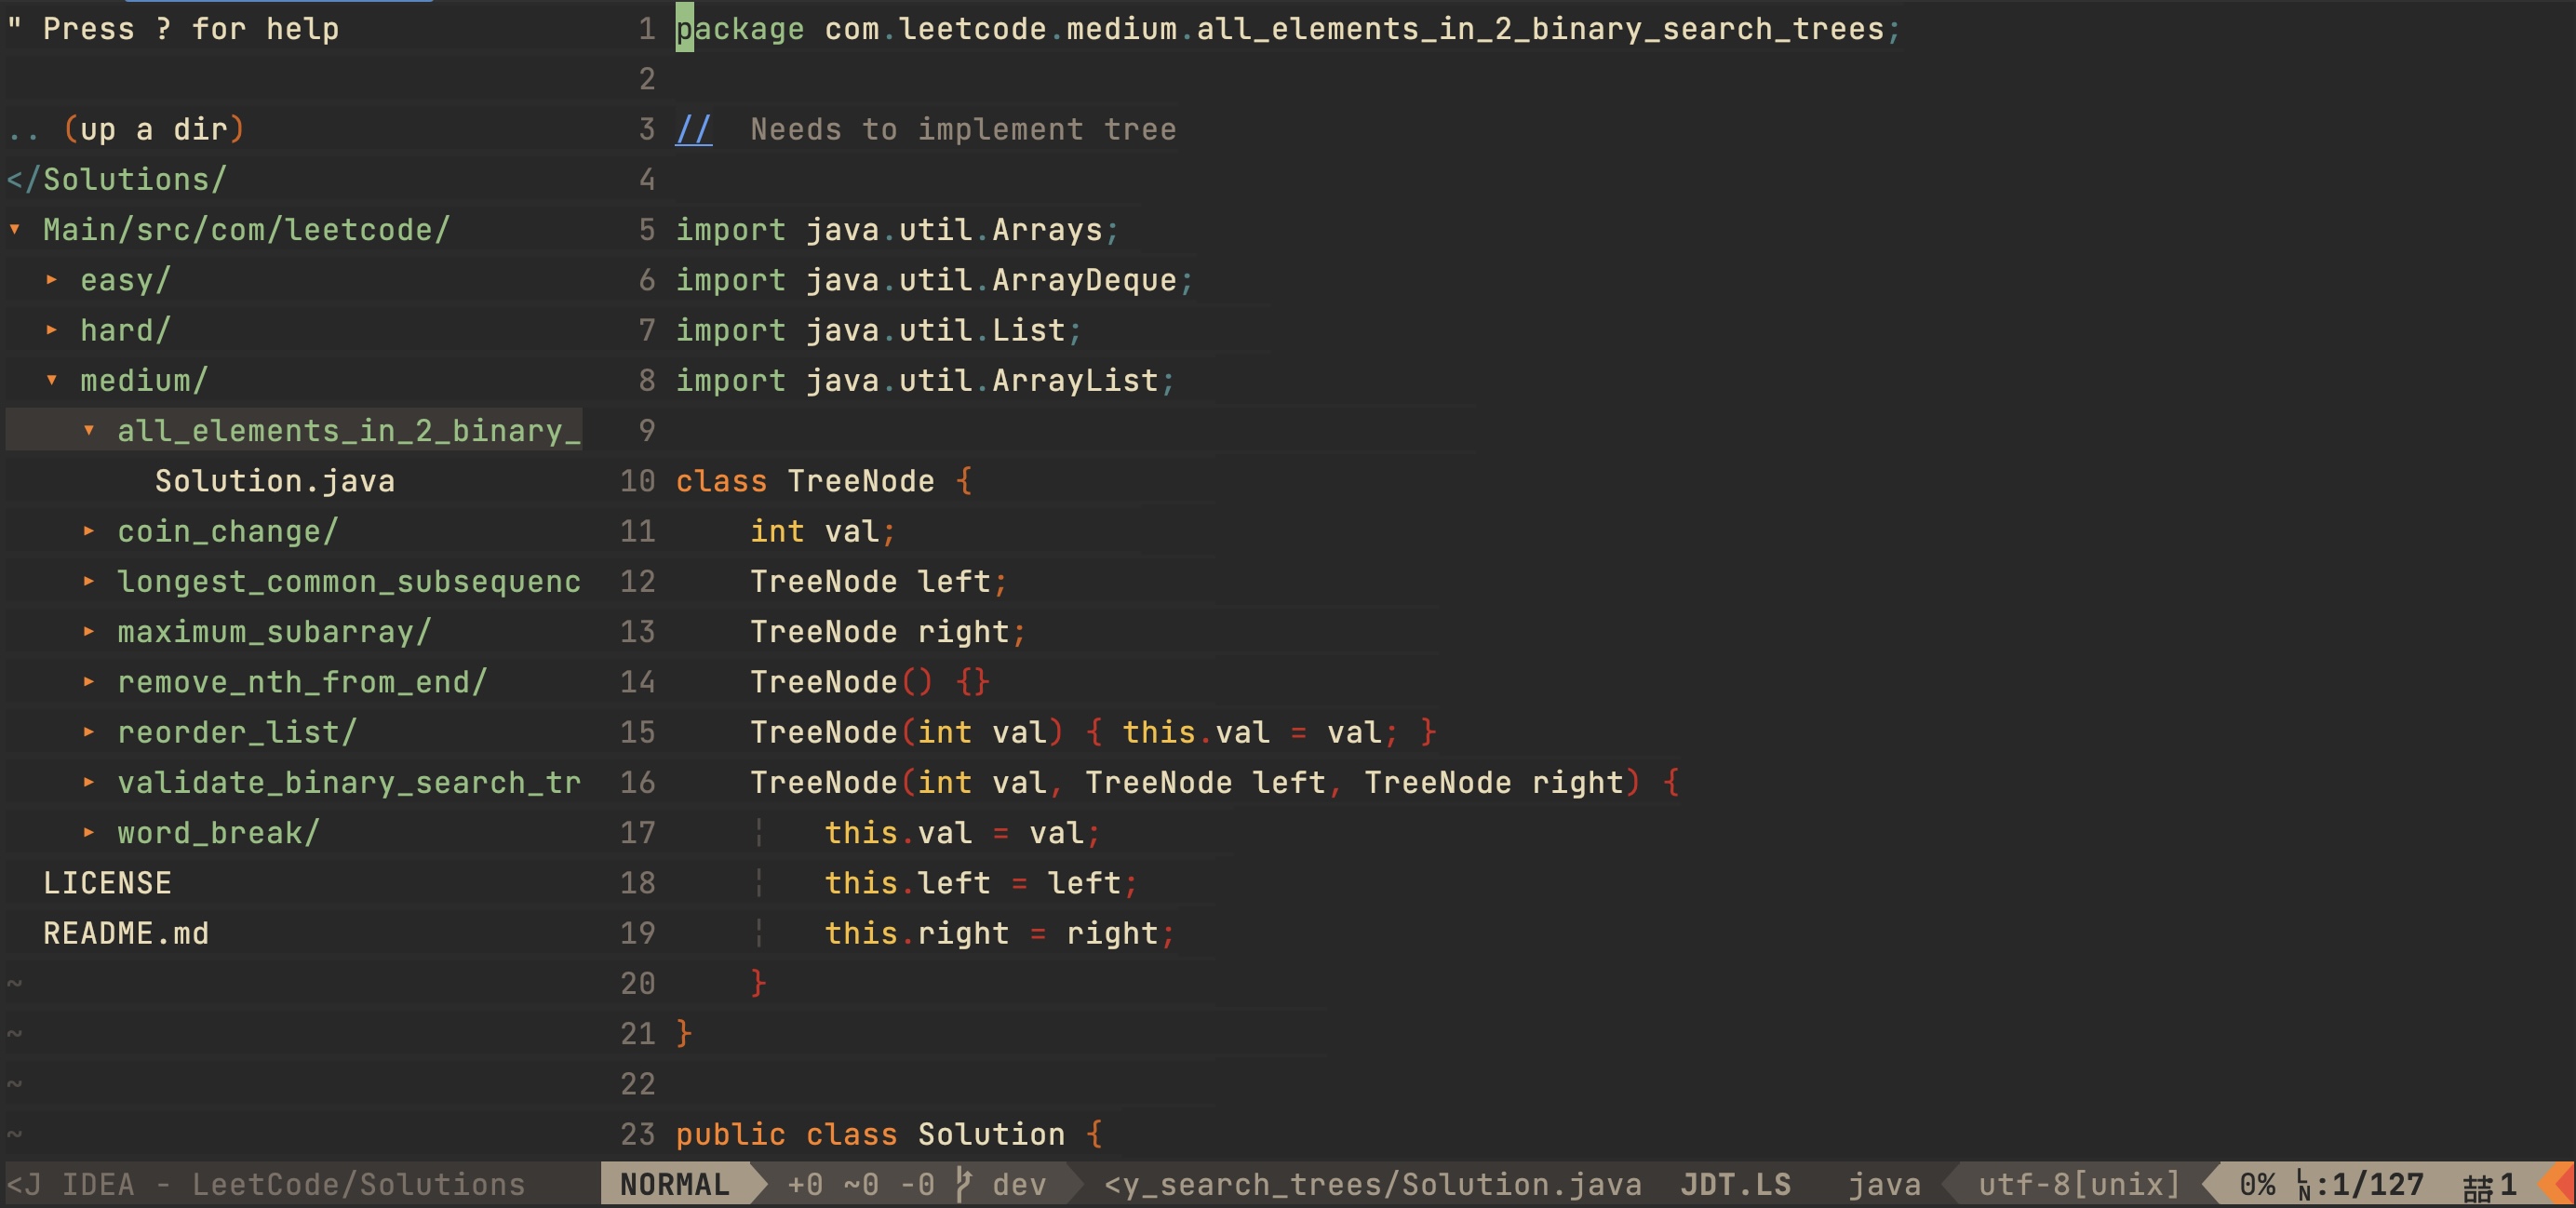 " Press ? for help
.. (up a dir)
</Solutions/
▾ Main/src/com/leetcode/
▸ easy/
▸ hard/
▾ medium/
▾ all_elements_in_2_binary_
Solution.java
▸ coin_change/
▸ longest_common_subsequenc
▸ maximum_subarray/
▸ remove_nth_from_end/
▸ reorder_list/
▸ validate_binary_search_tr
▸ word_break/
LICENSE
README.md
~
~
~
~
<J IDEA - LeetCode/Solutions
1 package com.leetcode.medium.all_elements_in_2_binary_search_trees;
2
3 //  Needs to implement tree
4
5 import java.util.Arrays;
6 import java.util.ArrayDeque;
7 import java.util.List;
8 import java.util.ArrayList;
9
10 class TreeNode {
11     int val;
12     TreeNode left;
13     TreeNode right;
14     TreeNode() {}
15     TreeNode(int val) { this.val = val; }
16     TreeNode(int val, TreeNode left, TreeNode right) {
17     ¦   this.val = val;
18     ¦   this.left = left;
19     ¦   this.right = right;
20     }
21 }
22
23 public class Solution {
NORMAL +0 ~0 -0 dev <y_search_trees/Solution.java JDT.LS java utf-8[unix] 0% LN:1/127 1